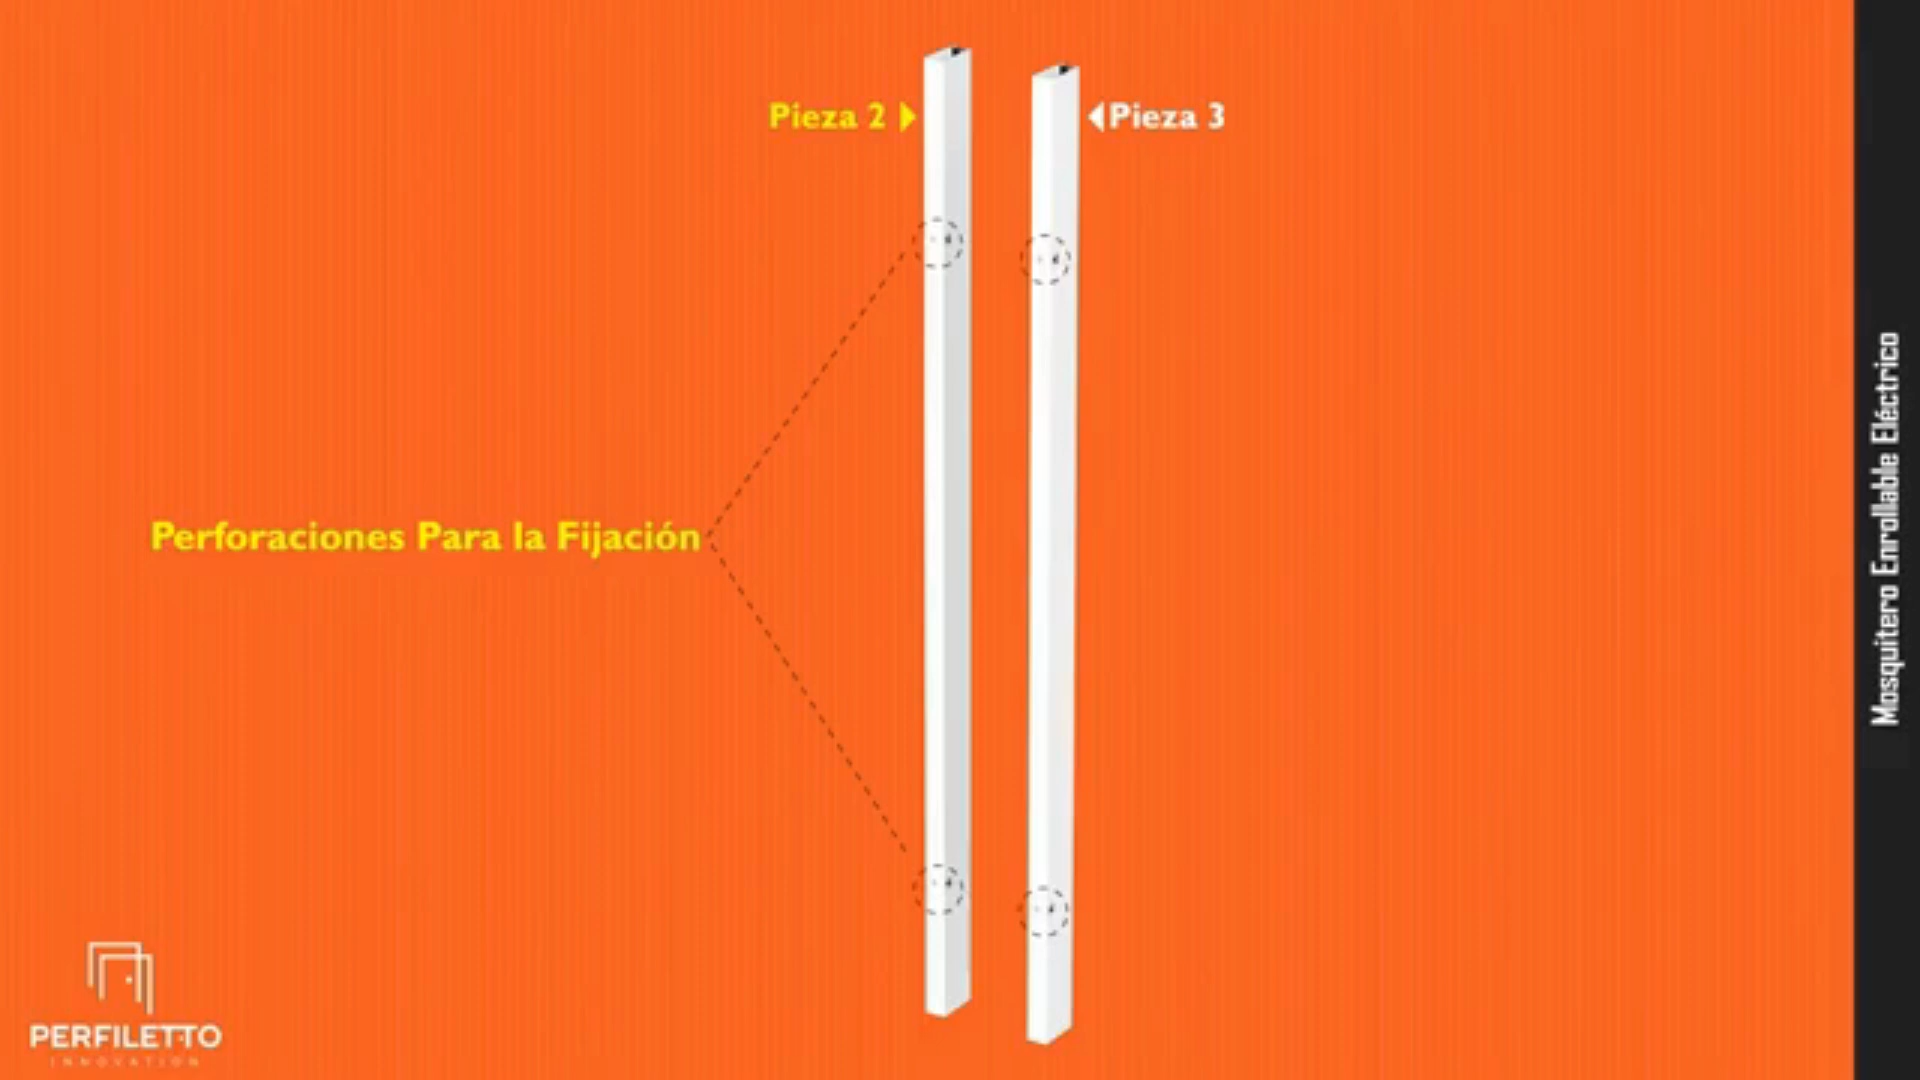 Pieza 2
Pieza 3
Perforaciones Para la Fijación
Mosquitero Enrollable Eléctrico
PERFILETTO
INNOVATION